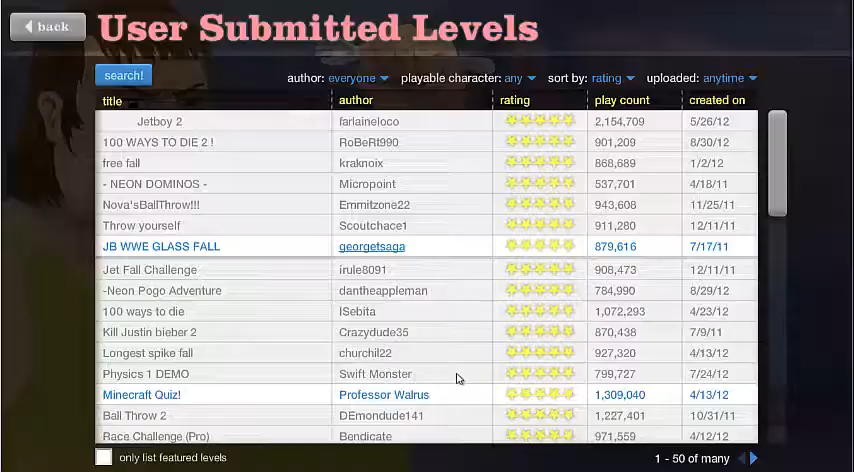 back
User Submitted Levels
search! author: everyone playable character: any sort by: rating uploaded: anytime
title author rating play count created on
Jetboy 2 farlaineloco 2,154,709 5/26/12
100 WAYS TO DIE 2 ! RoBeRt990 901,209 8/30/12
free fall kraknoix 868,689 1/2/12
- NEON DOMINOS - Micropoint 537,701 4/18/11
Nova'sBallThrow!!! Emmitzone22 943,608 11/25/11
Throw yourself Scoutchace1 911,280 12/11/11
JB WWE GLASS FALL georgetsaga 879,616 7/17/11
Jet Fall Challenge irule8091 908,473 12/11/11
-Neon Pogo Adventure dantheappleman 784,990 8/29/12
100 ways to die ISebita 1,072,293 4/23/12
Kill Justin bieber 2 Crazydude35 870,438 7/9/11
Longest spike fall churchil22 927,320 4/13/12
Physics 1 DEMO Swift Monster 799,727 7/24/12
Minecraft Quiz! Professor Walrus 1,309,040 4/13/12
Ball Throw 2 DEmondude141 1,227,401 10/31/11
Race Challenge (Pro) Bendicate 971,559 4/12/12
only list featured levels 1 - 50 of many